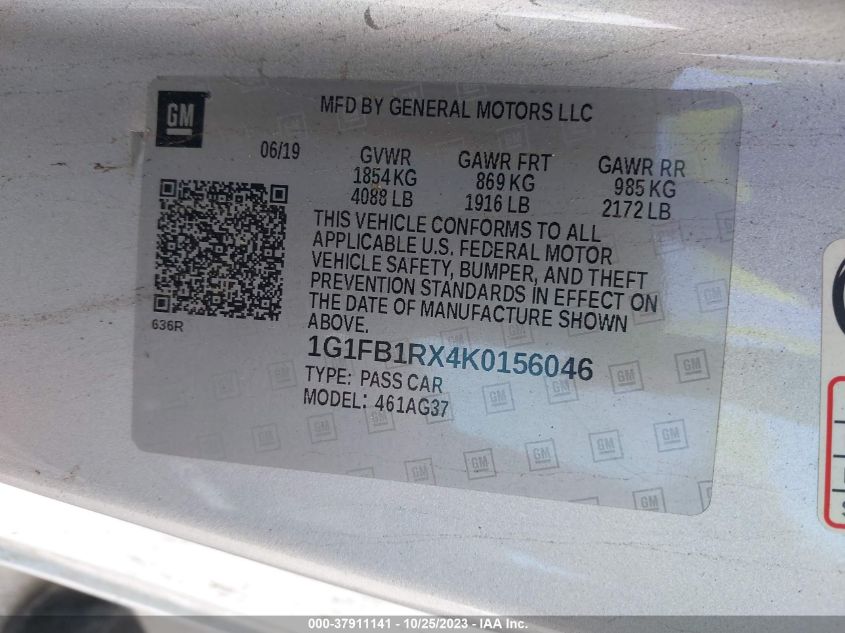 GM
MFD BY GENERAL MOTORS LLC
06/19
GVWR
1854 KG
4088 LB
GAWR FRT
869 KG
1916 LB
GAWR RR
985 KG
2172 LB
THIS VEHICLE CONFORMS TO ALL
APPLICABLE U.S. FEDERAL MOTOR
VEHICLE SAFETY, BUMPER, AND THEFT
PREVENTION STANDARDS IN EFFECT ON
THE DATE OF MANUFACTURE SHOWN
ABOVE.
636R
1G1FB1RX4K0156046
TYPE: PASS CAR
MODEL: 461AG37
000-37911141 - 10/25/2023 - IAA Inc.